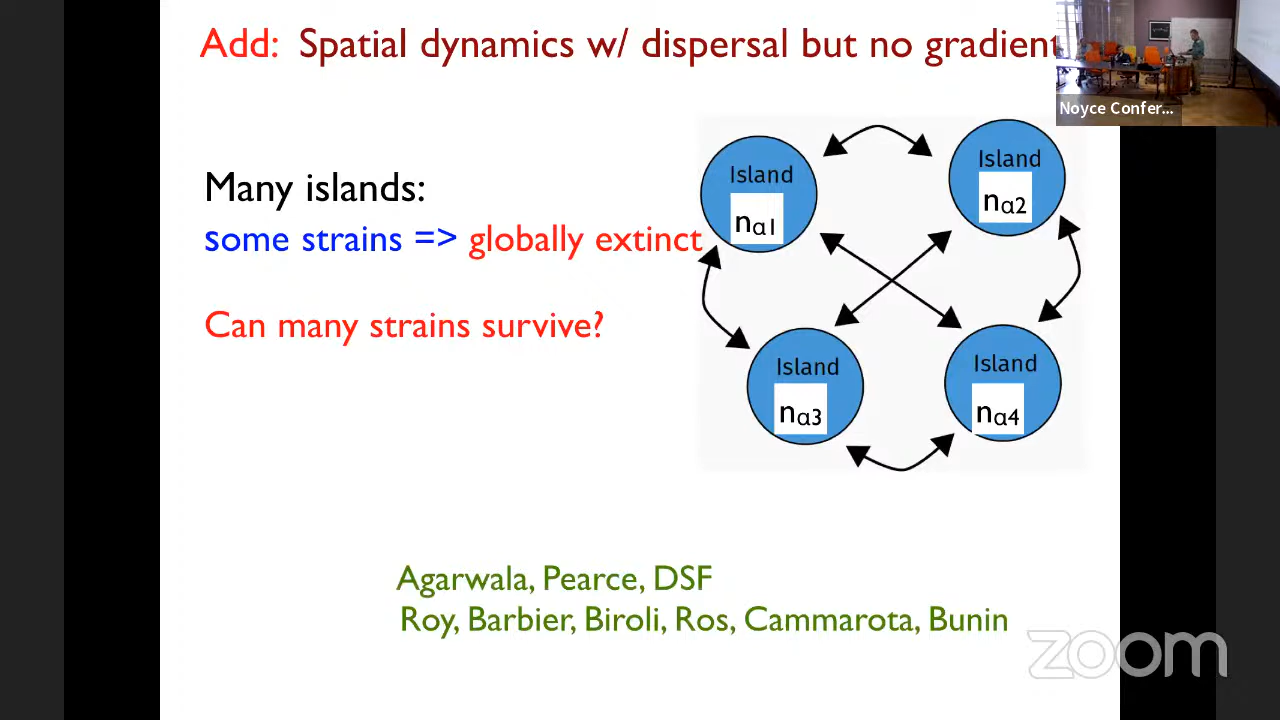 Add: Spatial dynamics w/ dispersal but no gradient
Noyce Confer...
Many islands:
some strains => globally extinct
Can many strains survive?
Island
nα1
Island
nα2
Island
nα3
Island
nα4
Agarwala, Pearce, DSF
Roy, Barbier, Biroli, Ros, Cammarota, Bunin
zoom